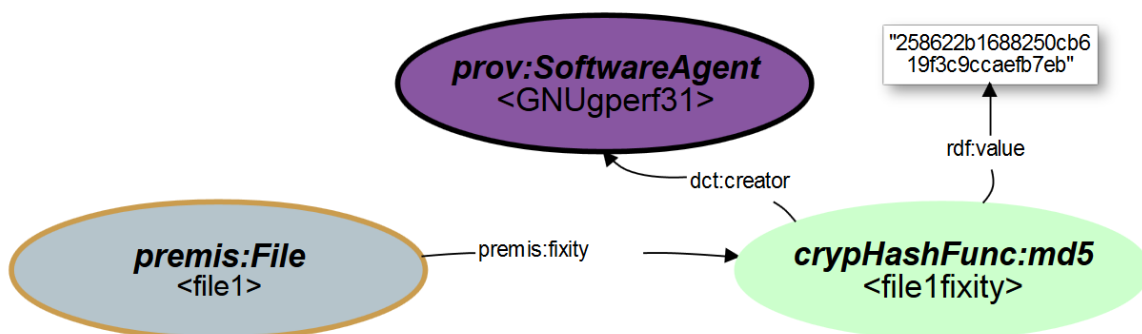 "258622b1688250cb6
19f3c9ccaefb7eb"
prov:SoftwareAgent
<GNUgperf31>
rdf:value
dct:creator
premis:File
<file1>
premis:fixity
crypHashFunc:md5
<file1fixity>